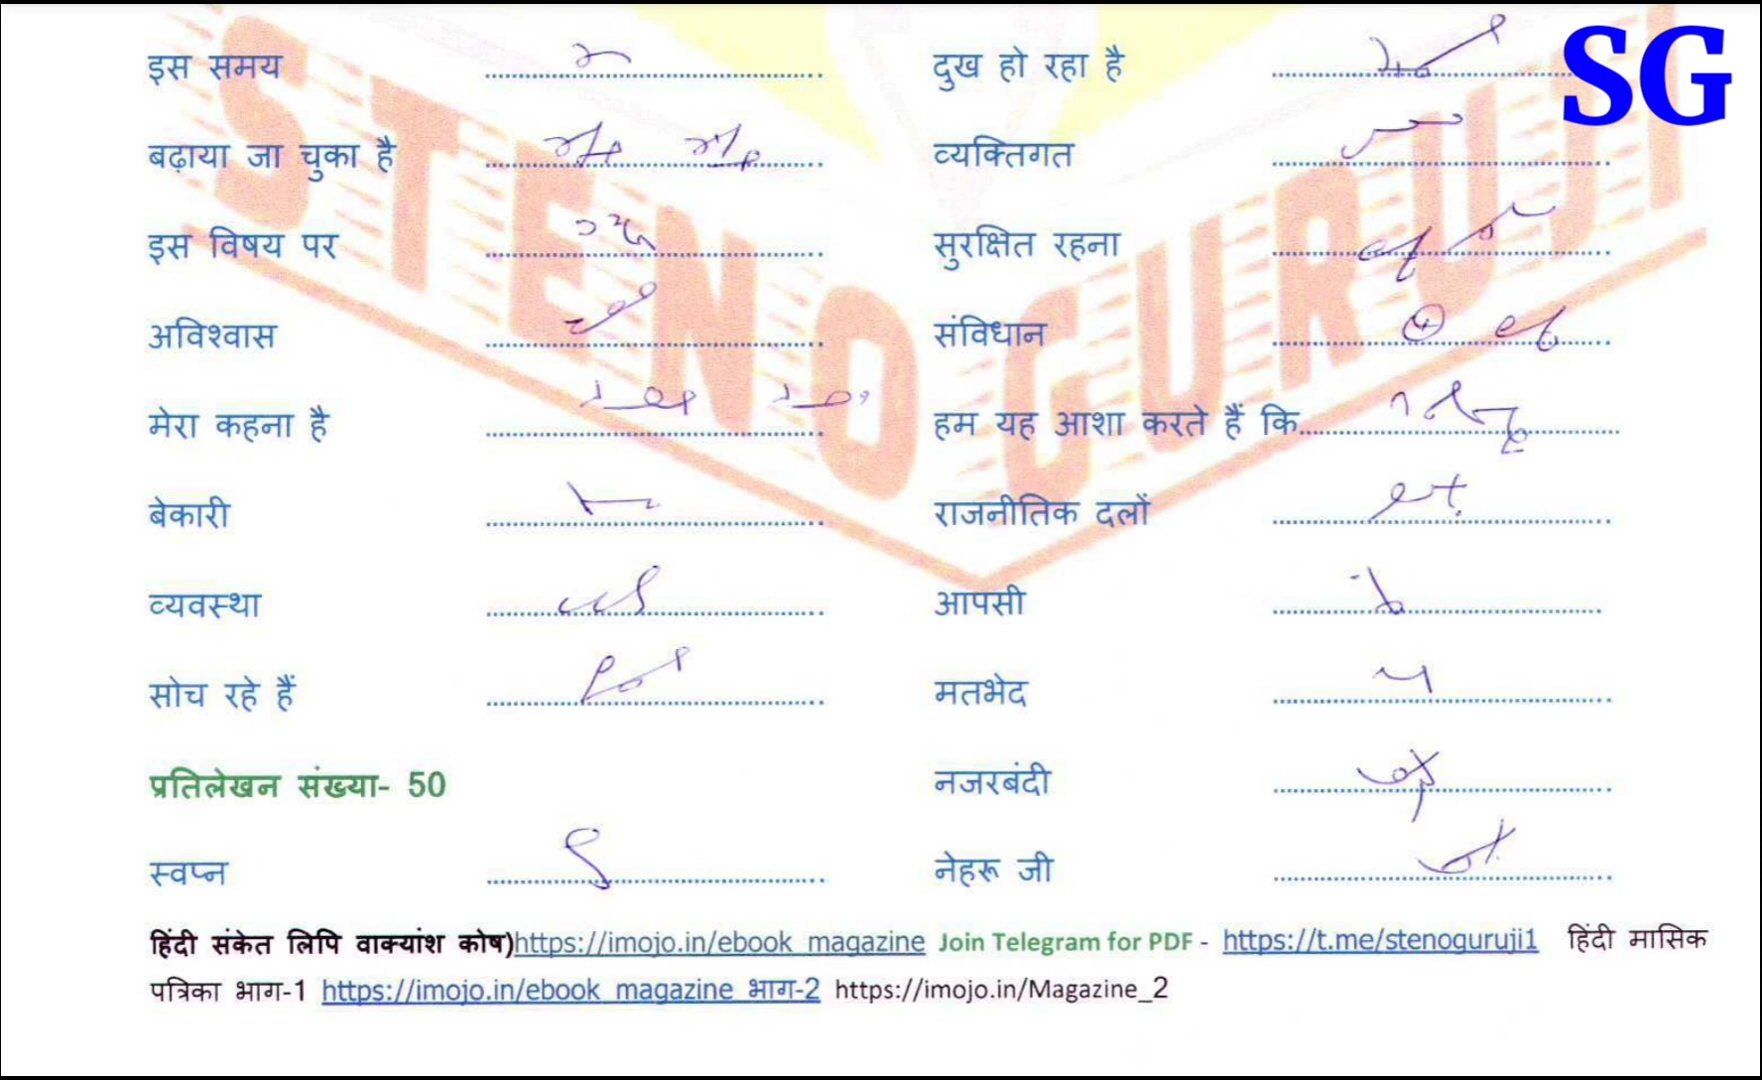 SG
इस समय ........ दुख हो रहा है ........
बढ़ाया जा चुका है ........ व्यक्तिगत ........
इस विषय पर ........ सुरक्षित रहना ........
अविश्वास ........ संविधान ........
मेरा कहना है ........ हम यह आशा करते हैं कि........
बेकारी ........ राजनीतिक दलों ........
व्यवस्था ........ आपसी ........
सोच रहे हैं ........ मतभेद ........
प्रतिलेखन संख्या- 50 नजरबंदी ........
स्वप्न ........ नेहरू जी ........
हिंदी संकेत लिपि वाक्यांश कोष)https://imojo.in/ebook_magazine Join Telegram for PDF - https://t.me/stenoguruji1 हिंदी मासिक
पत्रिका भाग-1 https://imojo.in/ebook_magazine भाग-2 https://imojo.in/Magazine_2
STENO GURUJI